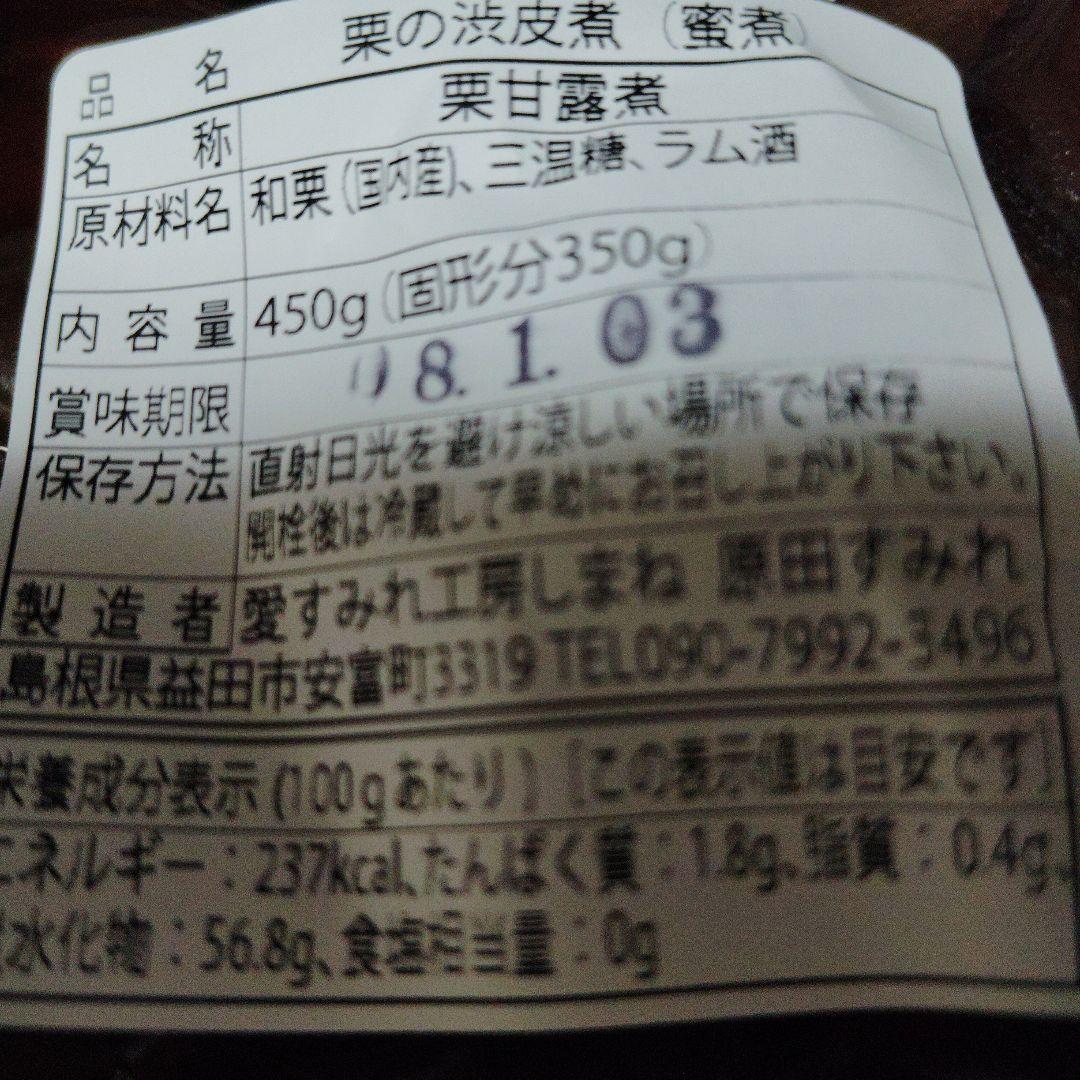 品名 栗の渋皮煮（蜜煮）
名称 栗甘露煮
原材料名 和栗（国内産）、三温糖、ラム酒
内容量 450g（固形分350g）
賞味期限 8. 1. 03
保存方法 直射日光を避け涼しい場所で保存
開栓後は冷蔵して早めにお召し上がり下さい。
製造者 愛すみれ工房しまね 原田すみれ
島根県益田市安富町3319 TEL090-7992-3496
栄養成分表示(100gあたり)［この表示値は目安です］
エネルギー：237kcal、たんぱく質：1.8g、脂質：0.4g、
炭水化物：56.8g、食塩相当量：0g